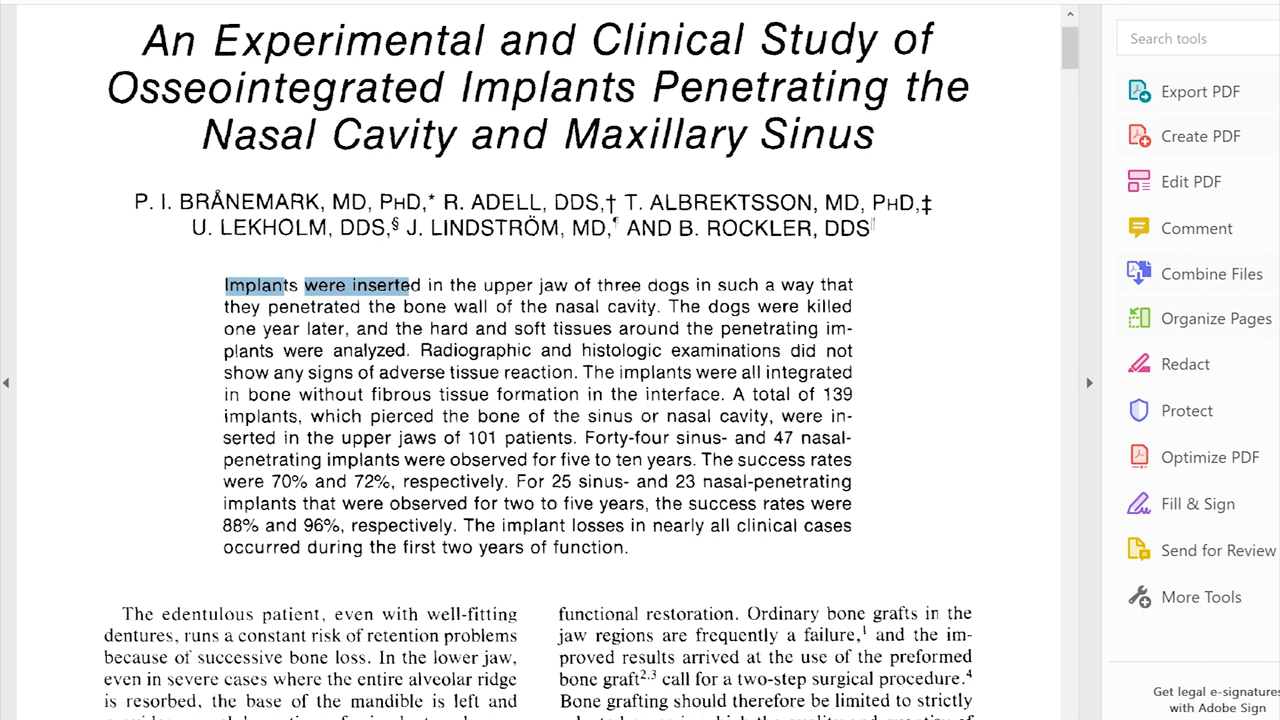 An Experimental and Clinical Study of
Osseointegrated Implants Penetrating the
Nasal Cavity and Maxillary Sinus
P. I. BRÅNEMARK, MD, PHD,* R. ADELL, DDS,† T. ALBREKTSSON, MD, PHD,‡
U. LEKHOLM, DDS,§ J. LINDSTRÖM, MD,¶ AND B. ROCKLER, DDS‖
Implants were inserted in the upper jaw of three dogs in such a way that
they penetrated the bone wall of the nasal cavity. The dogs were killed
one year later, and the hard and soft tissues around the penetrating im-
plants were analyzed. Radiographic and histologic examinations did not
show any signs of adverse tissue reaction. The implants were all integrated
in bone without fibrous tissue formation in the interface. A total of 139
implants, which pierced the bone of the sinus or nasal cavity, were in-
serted in the upper jaws of 101 patients. Forty-four sinus- and 47 nasal-
penetrating implants were observed for five to ten years. The success rates
were 70% and 72%, respectively. For 25 sinus- and 23 nasal-penetrating
implants that were observed for two to five years, the success rates were
88% and 96%, respectively. The implant losses in nearly all clinical cases
occurred during the first two years of function.
The edentulous patient, even with well-fitting
dentures, runs a constant risk of retention problems
because of successive bone loss. In the lower jaw,
even in severe cases where the entire alveolar ridge
is resorbed, the base of the mandible is left and
functional restoration. Ordinary bone grafts in the
jaw regions are frequently a failure,1 and the im-
proved results arrived at the use of the preformed
bone graft2,3 call for a two-step surgical procedure.4
Bone grafting should therefore be limited to strictly
Search tools
Export PDF
Create PDF
Edit PDF
Comment
Combine Files
Organize Pages
Redact
Protect
Optimize PDF
Fill & Sign
Send for Review
More Tools
Get legal e-signatures
with Adobe Sign